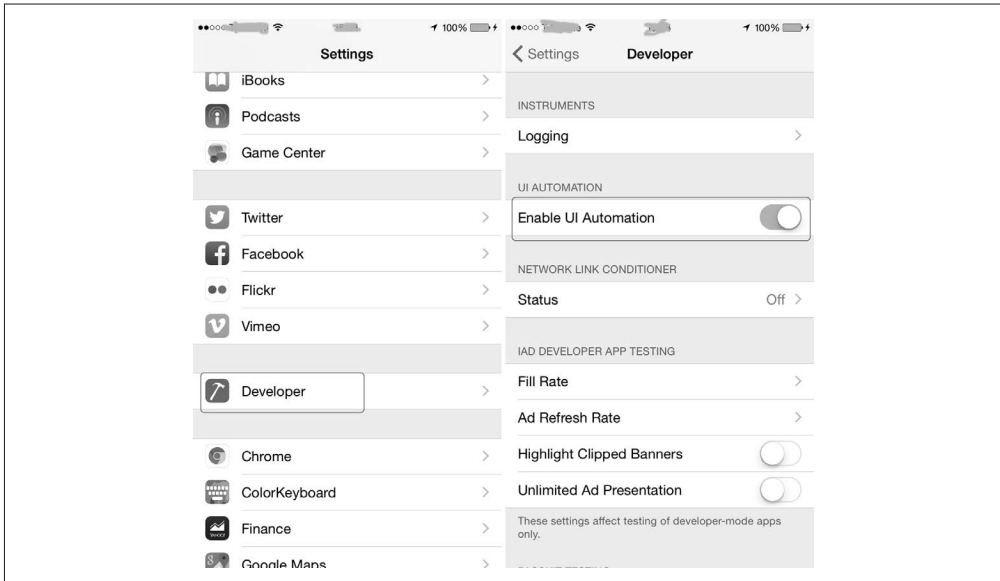 100%
Settings
iBooks
Podcasts
Game Center
Twitter
Facebook
Flickr
Vimeo
Developer
Chrome
ColorKeyboard
Finance
Google Maps
100%
Settings
Developer
INSTRUMENTS
Logging
UI AUTOMATION
Enable UI Automation
NETWORK LINK CONDITIONER
Status Off
IAD DEVELOPER APP TESTING
Fill Rate
Ad Refresh Rate
Highlight Clipped Banners
Unlimited Ad Presentation
These settings affect testing of developer-mode apps
only.